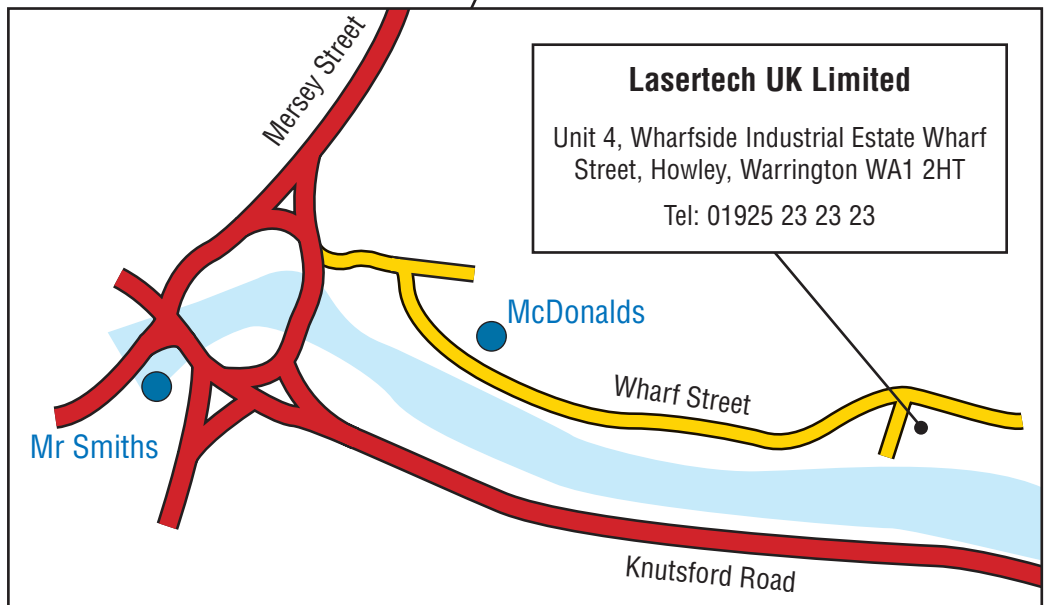 Mersey Street
Lasertech UK Limited
Unit 4, Wharfside Industrial Estate Wharf
Street, Howley, Warrington WA1 2HT
Tel: 01925 23 23 23
McDonalds
Wharf Street
Mr Smiths
Knutsford Road